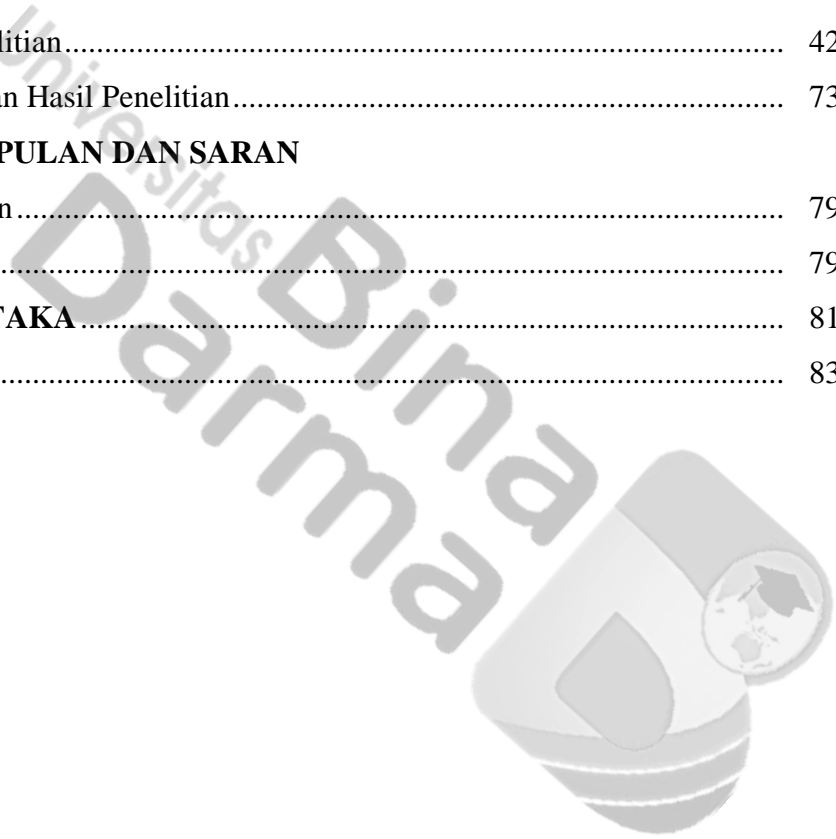 litian........................................................................................ 42
an Hasil Penelitian..................................................................... 73
PULAN DAN SARAN
n................................................................................................ 79
.................................................................................................. 79
TAKA........................................................................................ 81
.................................................................................................. 83
Universitas
Bina
Darma